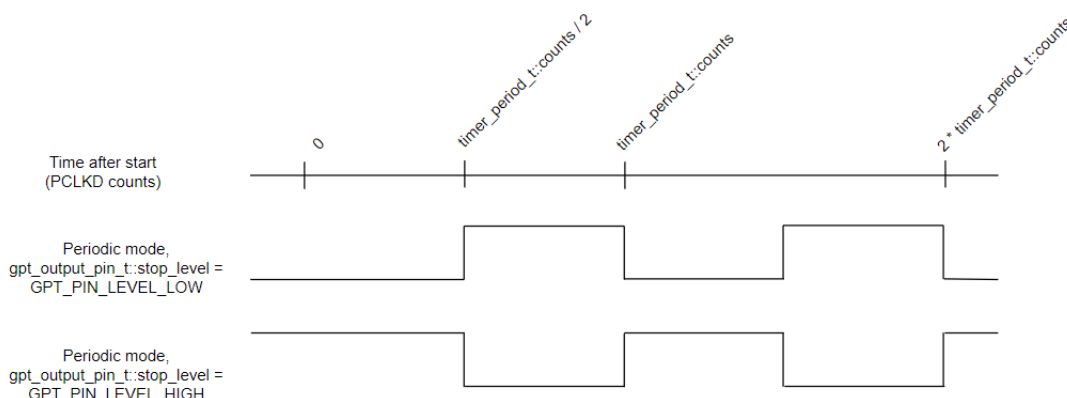 timer_period_t::counts / 2
timer_period_t::counts
2 * timer_period_t::counts
0
Time after start
(PCLKD counts)
Periodic mode,
gpt_output_pin_t::stop_level =
GPT_PIN_LEVEL_LOW
Periodic mode,
gpt_output_pin_t::stop_level =
GPT_PIN_LEVEL_HIGH